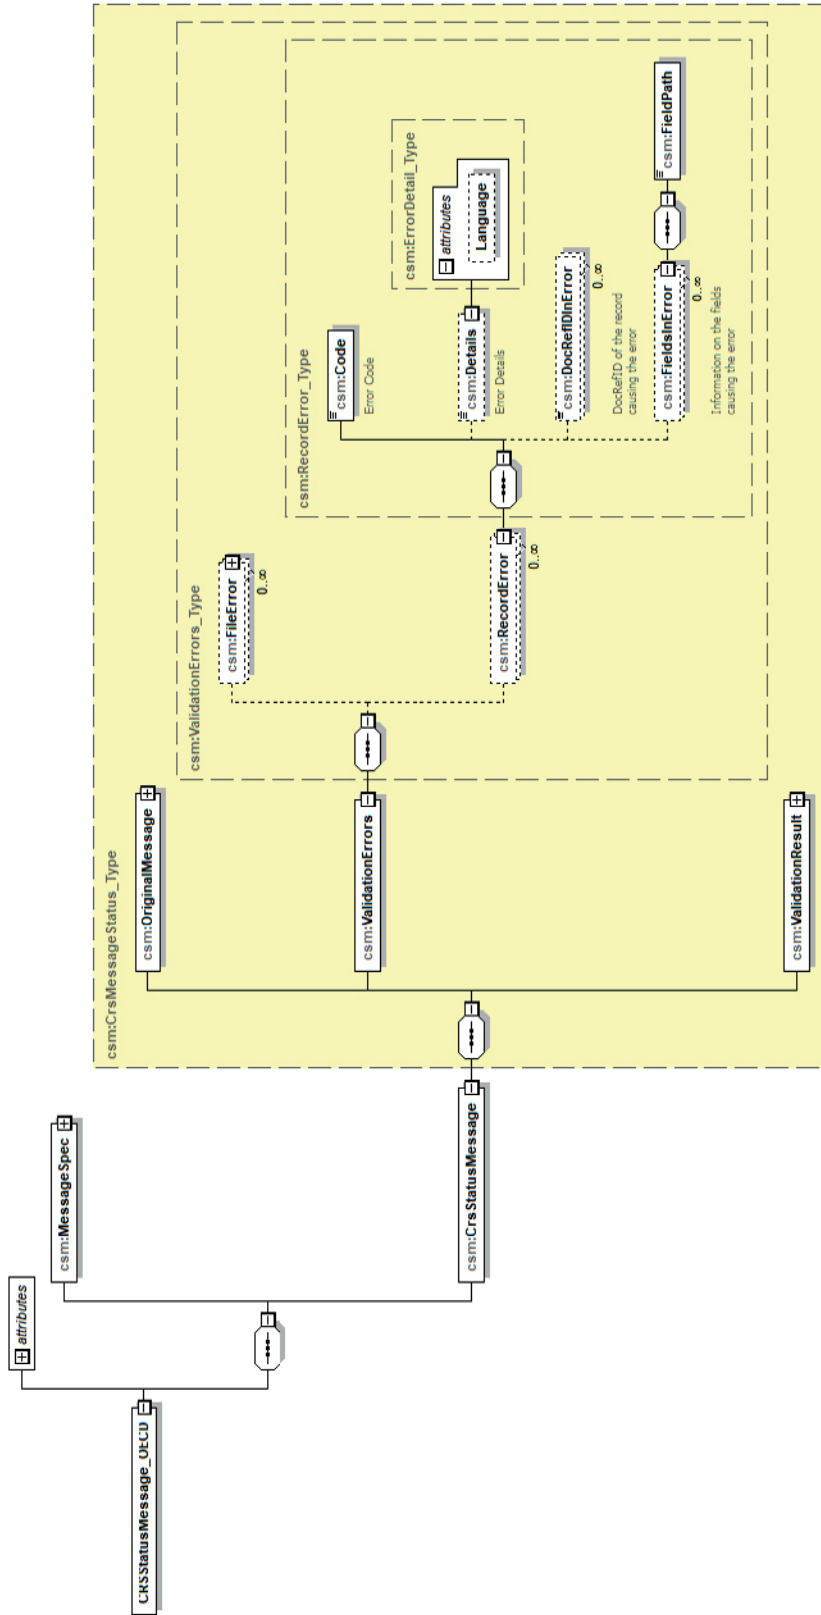 CRSStatusMessage_OECD
attributes
csm:MessageSpec
csm:CrsStatusMessage
csm:CrsMessageStatus_Type
csm:OriginalMessage
csm:ValidationErrors
csm:ValidationErrors_Type
csm:FileError
0..∞
csm:RecordError
0..∞
csm:RecordError_Type
csm:Code
Error Code
csm:Details
Error Details
csm:ErrorDetail_Type
attributes
Language
csm:DocRefIDInError
0..∞
DocRefID of the record
causing the error
csm:FieldsInError
0..∞
Information on the fields
causing the error
csm:FieldPath
csm:ValidationResult